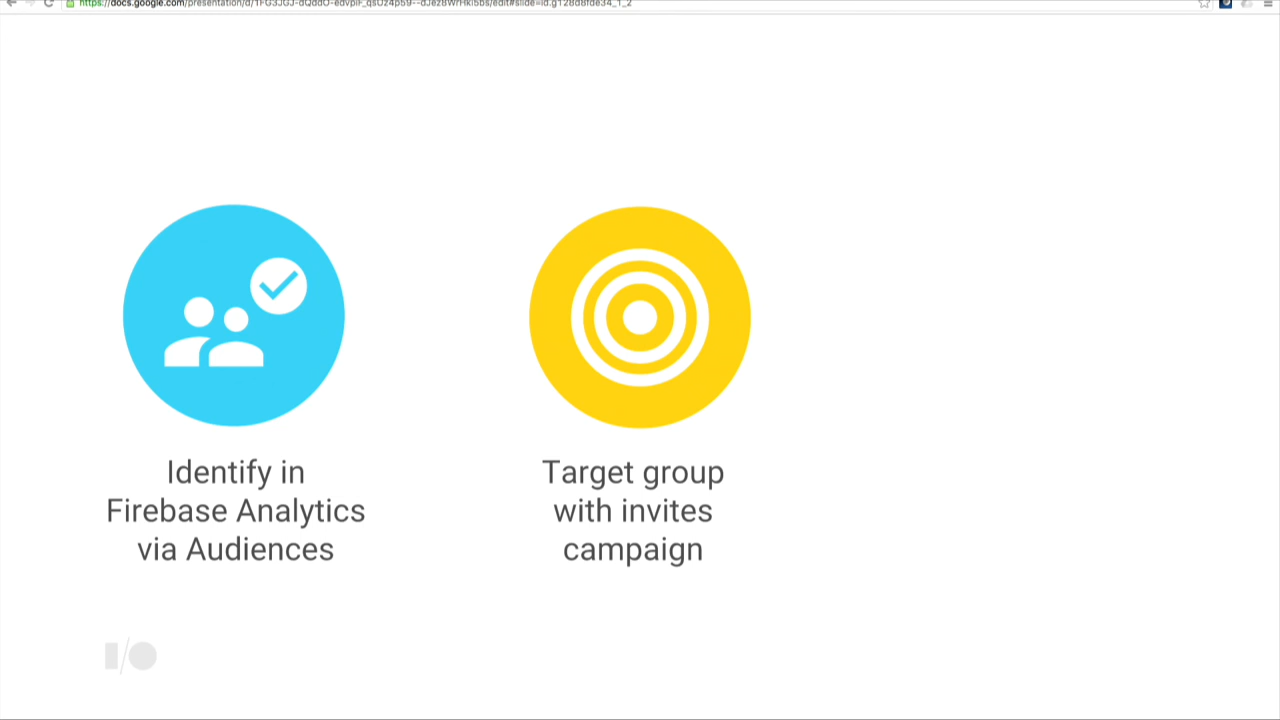 Identify in
Firebase Analytics
via Audiences
Target group
with invites
campaign
I/O